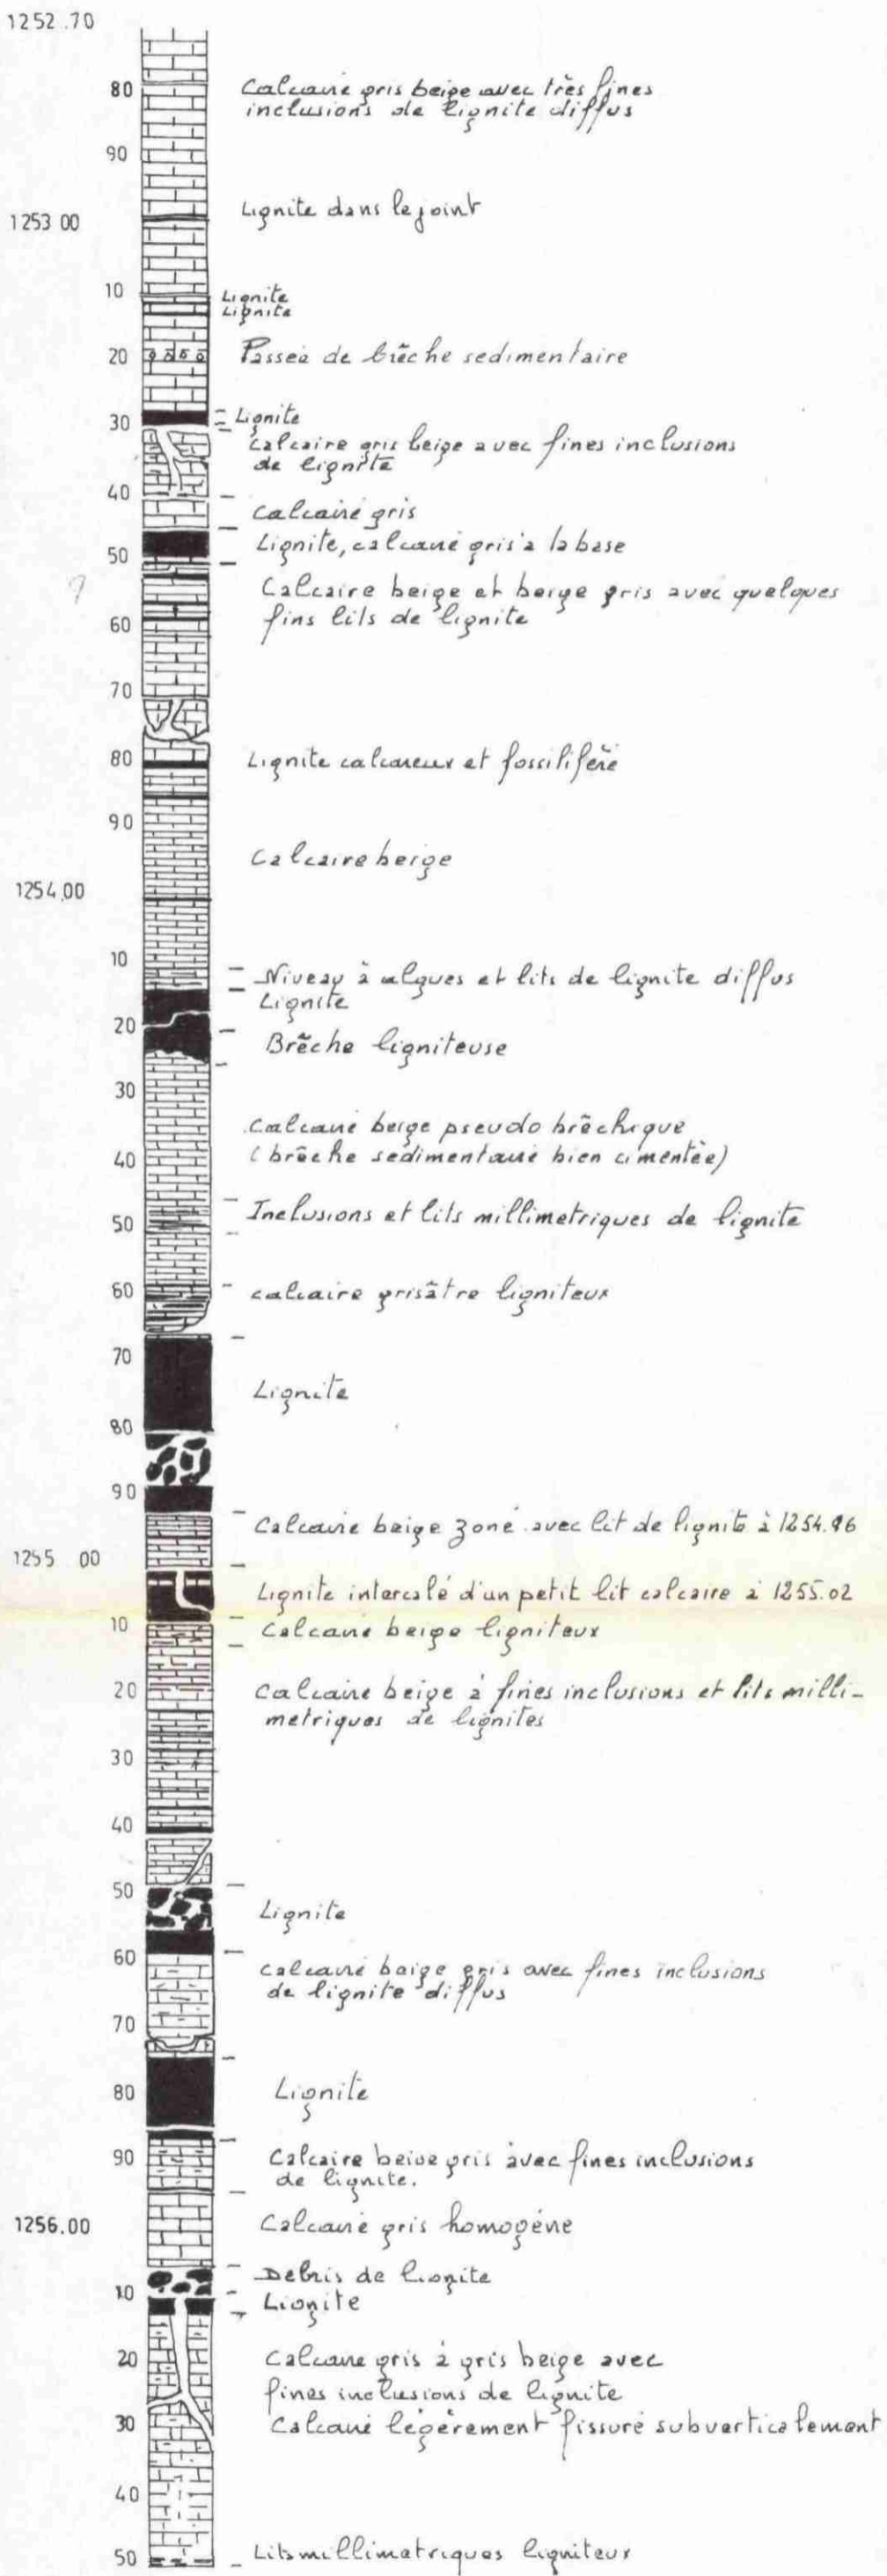 1252.70
80 Calcaire gris beige avec très fines
inclusions de lignite diffus
90
1253 00 Lignite dans le joint
10 Lignite
Lignite
20 Passée de brêche sedimentaire
30 Lignite
Calcaire gris beige avec fines inclusions
de lignite
40
Calcaire gris
50 Lignite, calcaire gris à la base
Calcaire beige et beige gris avec quelques
60 fins lits de lignite
70
80 Lignite calcareux et fossilifère
90
Calcaire beige
1254.00
10 Niveau à algues et lits de lignite diffus
Lignite
20
Brêche ligniteuse
30
Calcaire beige pseudo brêchique
40 (brêche sédimentaire bien cimentée)
50 Inclusions et lits millimetriques de lignite
60 calcaire grisâtre ligniteux
70
Lignite
80
90
Calcaire beige zoné avec lit de lignite à 1254.96
1255 00
Lignite intercalé d'un petit lit calcaire à 1255.02
10 Calcaire beige ligniteux
20 Calcaire beige à fines inclusions et lits milli-
metriques de lignites
30
40
50
Lignite
60
Calcaire beige gris avec fines inclusions
de lignite diffus
70
80 Lignite
90 Calcaire beige gris avec fines inclusions
de lignite.
1256.00 Calcaire gris homogène
Debris de lignite
10 Lignite
20 Calcaire gris à gris beige avec
fines inclusions de lignite
30 Calcaire légèrement fissuré subverticalement
40
50 Lits millimetriques ligniteux